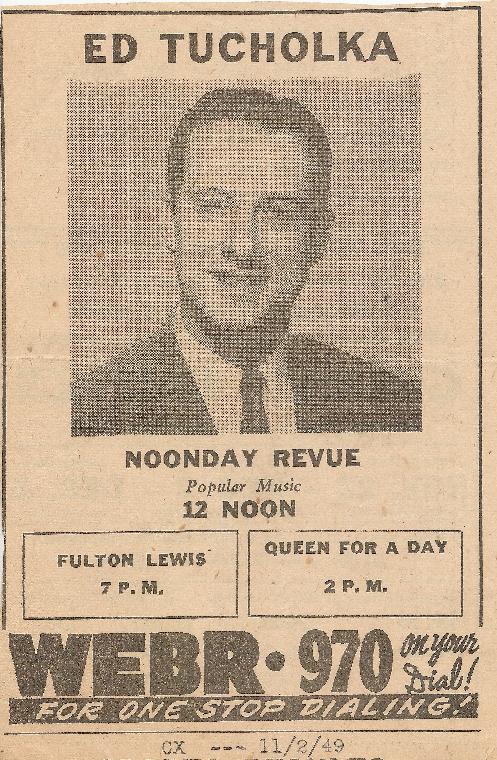 ED TUCHOLKA
NOONDAY REVUE
Popular Music
12 NOON
FULTON LEWIS
7 P. M.
QUEEN FOR A DAY
2 P. M.
WEBR • 970 on your Dial!
FOR ONE STOP DIALING!
CX --- 11/2/49